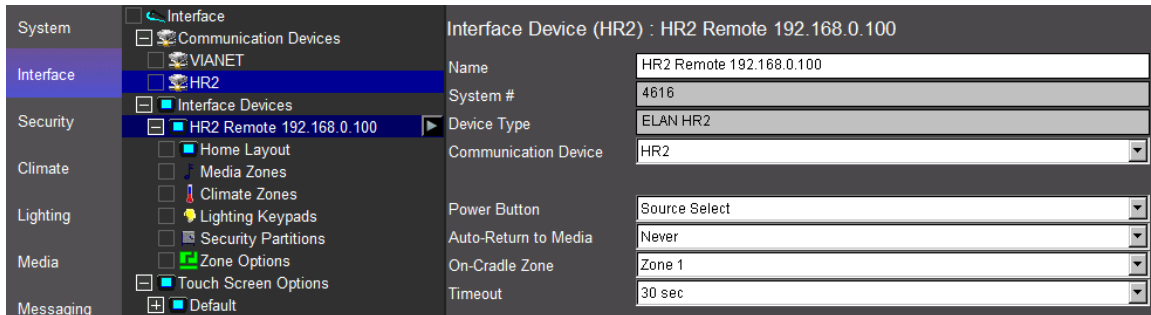 System
Interface
Security
Climate
Lighting
Media
Messaging
Interface
Communication Devices
VIANET
HR2
Interface Devices
HR2 Remote 192.168.0.100
Home Layout
Media Zones
Climate Zones
Lighting Keypads
Security Partitions
Zone Options
Touch Screen Options
Default
Interface Device (HR2) : HR2 Remote 192.168.0.100
Name HR2 Remote 192.168.0.100
System # 4616
Device Type ELAN HR2
Communication Device HR2
Power Button Source Select
Auto-Return to Media Never
On-Cradle Zone Zone 1
Timeout 30 sec